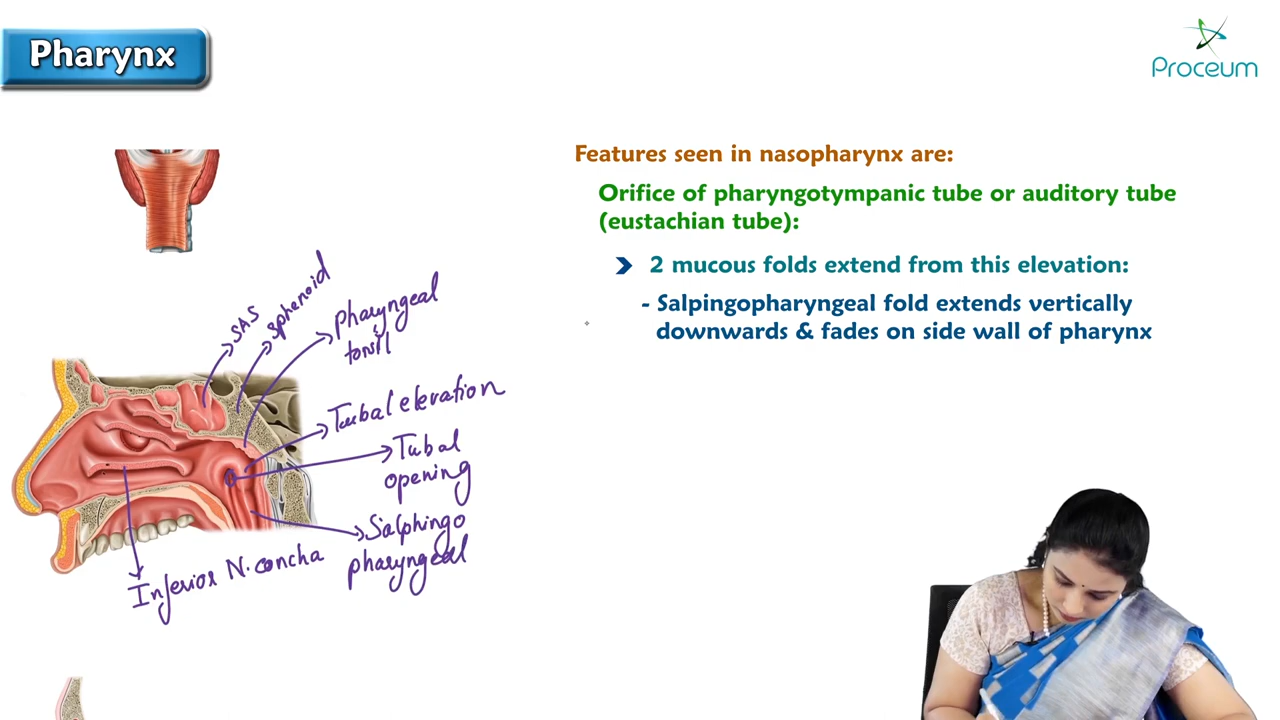 Pharynx
Proceum
Features seen in nasopharynx are:
Orifice of pharyngotympanic tube or auditory tube
(eustachian tube):
2 mucous folds extend from this elevation:
- Salpingopharyngeal fold extends vertically
downwards & fades on side wall of pharynx
SAS
Sphenoid
Pharyngeal
tonsil
Tubal elevation
Tubal
opening
Salphingo
pharyngeal
Inferior N. concha